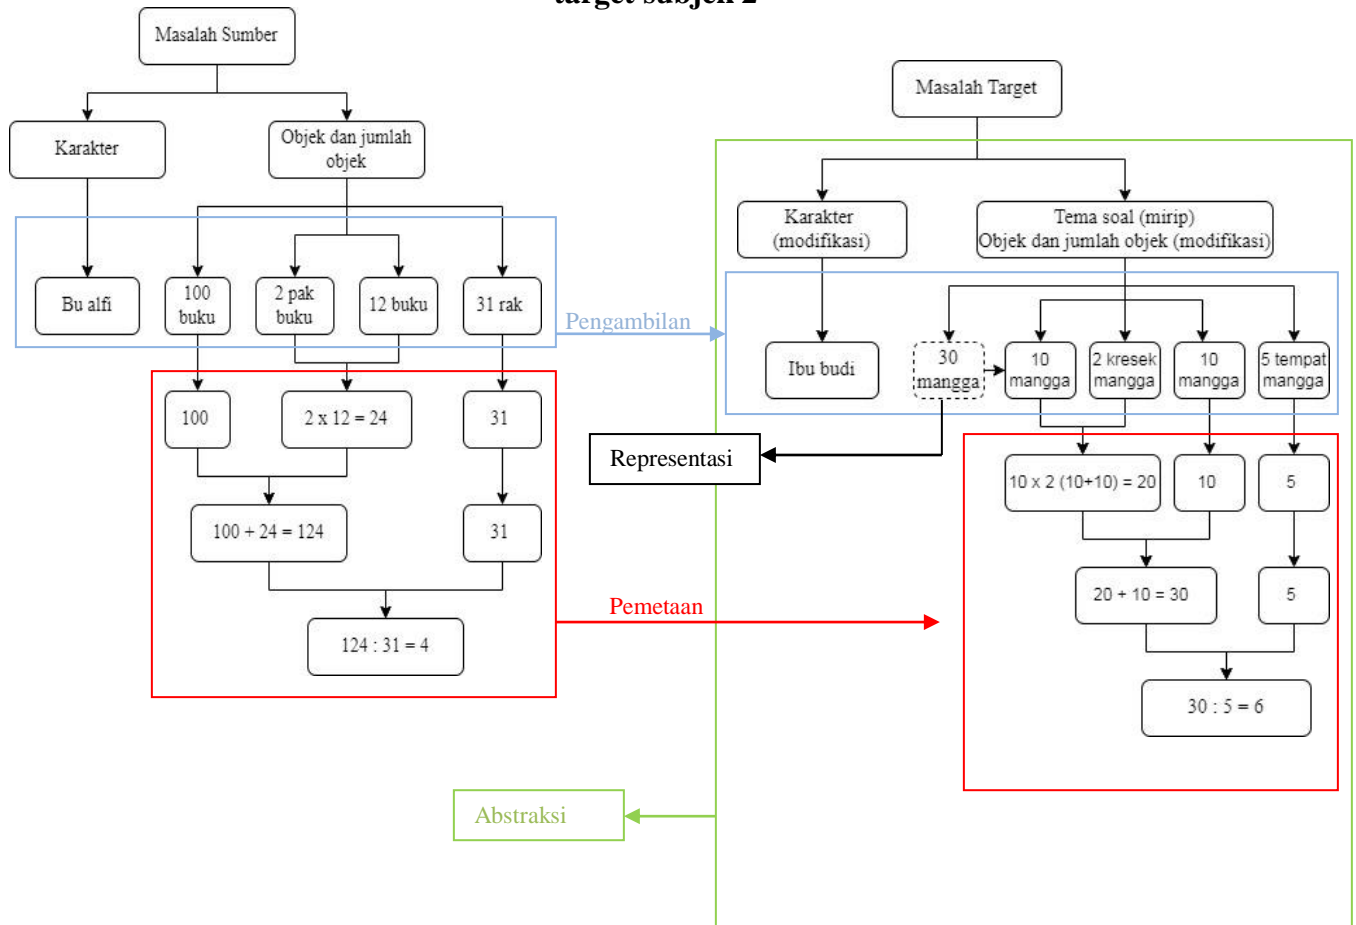 target subjek 2
Masalah Sumber
Karakter
Objek dan jumlah
objek
Bu alfi
100
buku
2 pak
buku
12 buku
31 rak
100
2 x 12 = 24
31
100 + 24 = 124
31
124 : 31 = 4
Pengambilan
Representasi
Pemetaan
Abstraksi
Masalah Target
Karakter
(modifikasi)
Tema soal (mirip)
Objek dan jumlah objek (modifikasi)
Ibu budi
30
mangga
10
mangga
2 kresek
mangga
10
mangga
5 tempat
mangga
10 x 2 (10+10) = 20
10
5
20 + 10 = 30
5
30 : 5 = 6